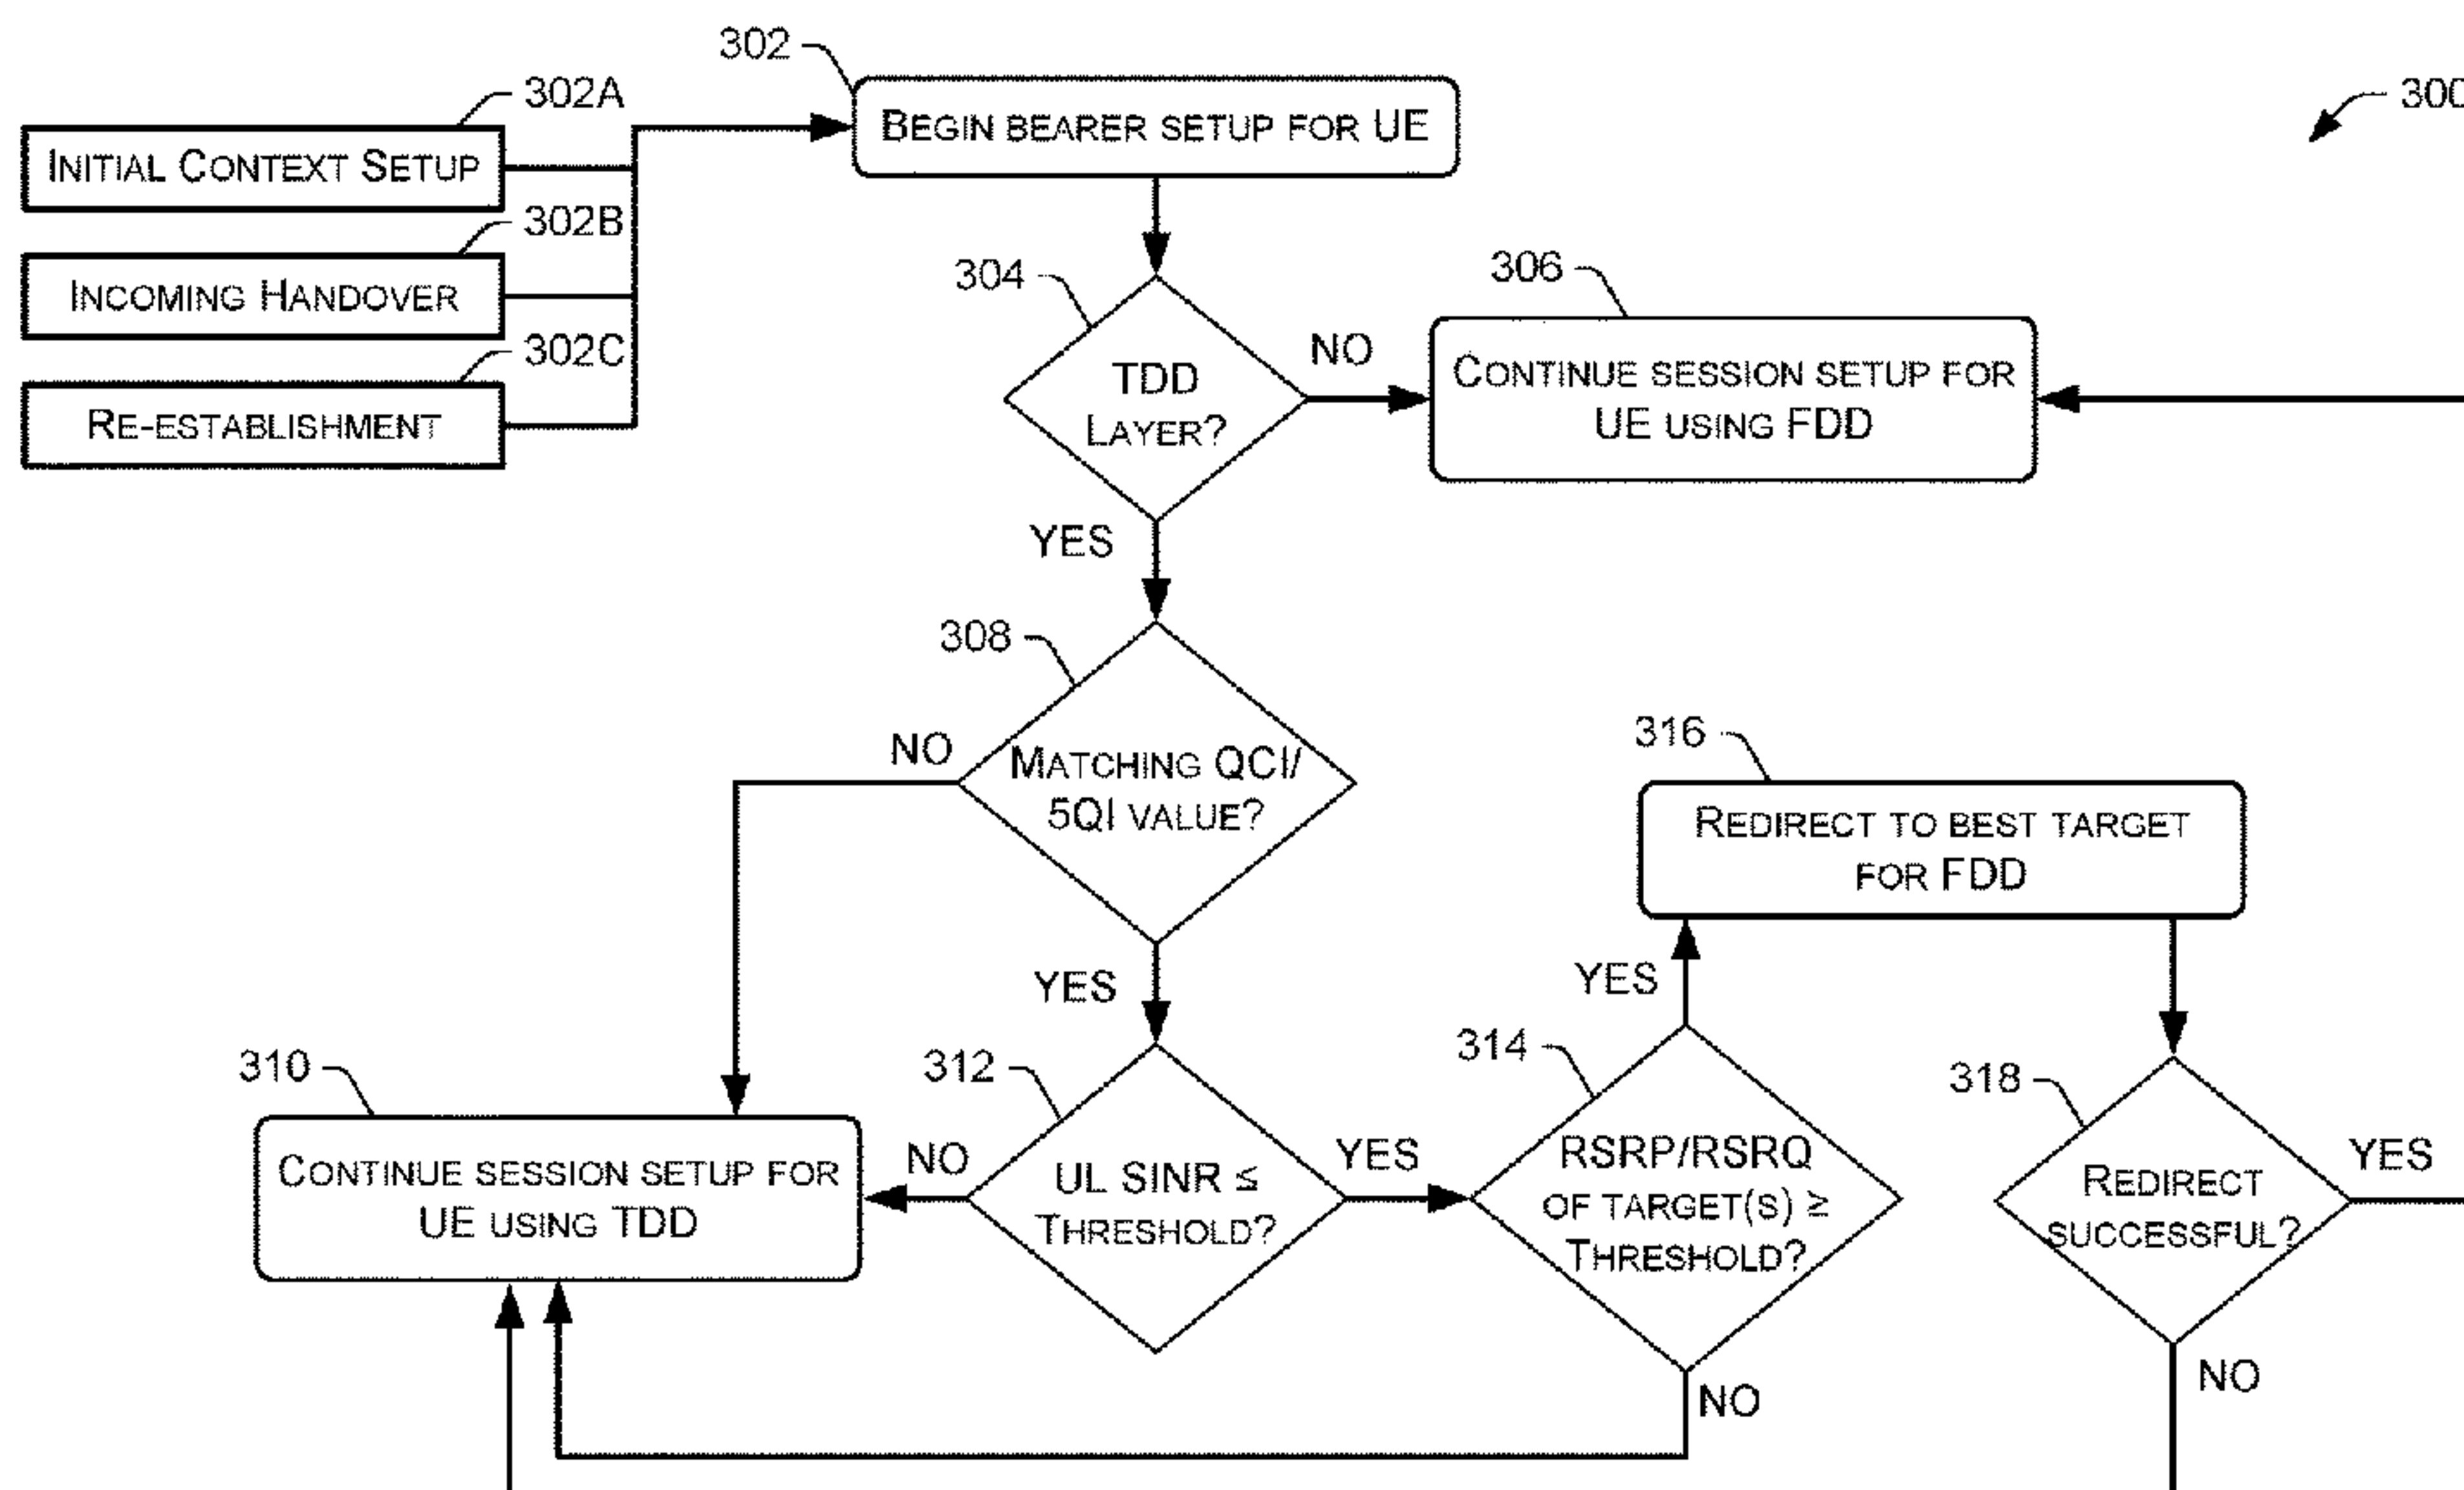 302
302A
300
BEGIN BEARER SETUP FOR UE
INITIAL CONTEXT SETUP
302B
INCOMING HANDOVER
304
306
302C
NO
TDD
LAYER?
CONTINUE SESSION SETUP FOR
UE USING FDD
RE-ESTABLISHMENT
YES
308
NO
MATCHING QCI/
5QI VALUE?
316
REDIRECT TO BEST TARGET
FOR FDD
YES
YES
310
312
314
318
CONTINUE SESSION SETUP FOR
UE USING TDD
NO
UL SINR ≤
THRESHOLD?
YES
RSRP/RSRQ
OF TARGET(S) ≥
THRESHOLD?
REDIRECT
SUCCESSFUL?
YES
NO
NO